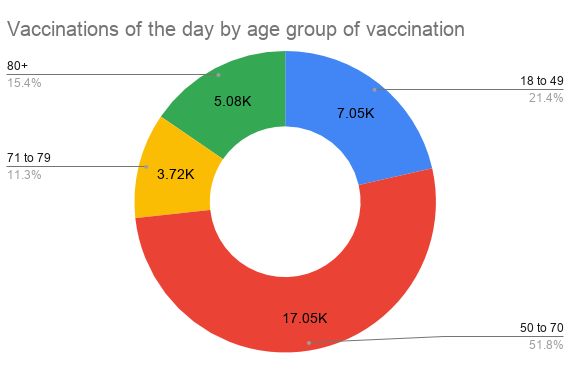 Vaccinations of the day by age group of vaccination
80+
15.4%
18 to 49
21.4%
5.08K
7.05K
71 to 79
11.3%
3.72K
17.05K
50 to 70
51.8%